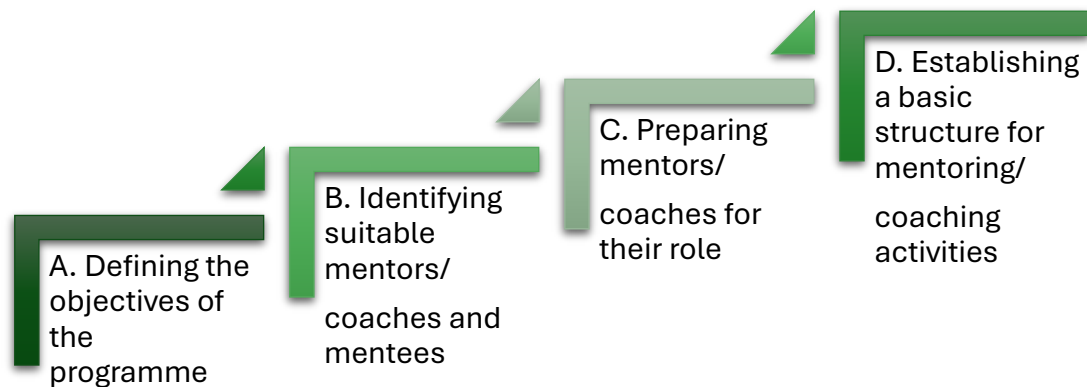 A. Defining the
objectives of
the
programme
B. Identifying
suitable
mentors/
coaches and
mentees
C. Preparing
mentors/
coaches for
their role
D. Establishing
a basic
structure for
mentoring/
coaching
activities